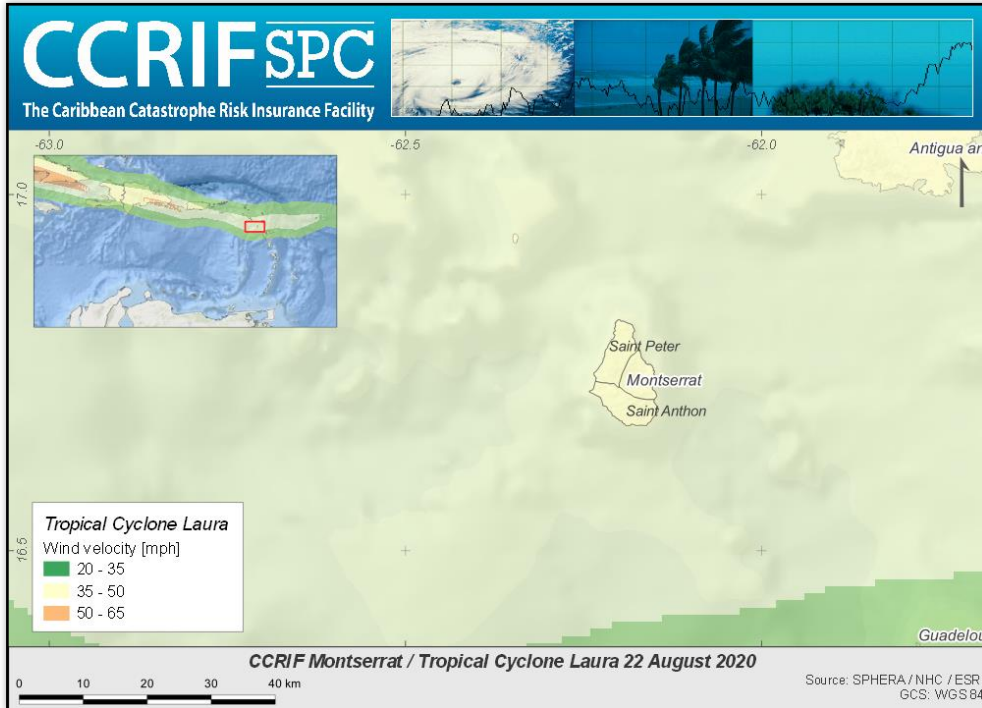 CCRIF SPC
The Caribbean Catastrophe Risk Insurance Facility
-63.0
-62.5
-62.0
Antigua an
17.0
Saint Peter
Montserrat
Saint Anthon
16.5
Tropical Cyclone Laura
Wind velocity [mph]
20 - 35
35 - 50
50 - 65
Guadelou
CCRIF Montserrat / Tropical Cyclone Laura 22 August 2020
0 10 20 30 40 km
Source: SPHERA / NHC / ESR
GCS: WGS 84